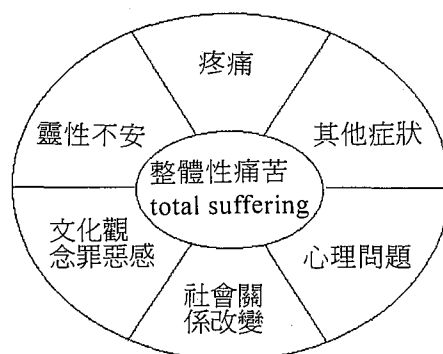 疼痛
其他症狀
心理問題
社會關
係改變
文化觀
念罪惡感
靈性不安
整體性痛苦
total suffering